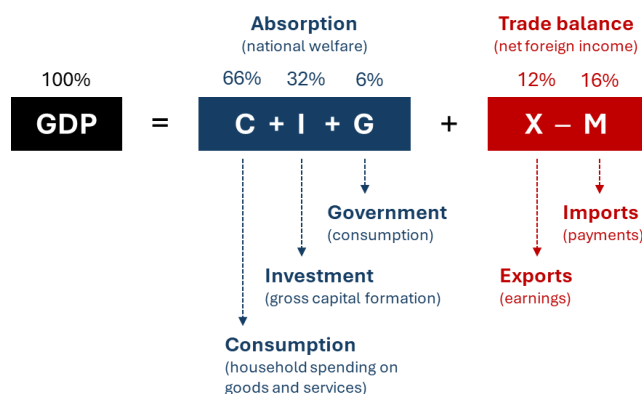 Absorption
(national welfare)
Trade balance
(net foreign income)
100%
66% 32% 6%
12% 16%
GDP = C + I + G + X – M
Government
(consumption)
Imports
(payments)
Investment
(gross capital formation)
Exports
(earnings)
Consumption
(household spending on
goods and services)